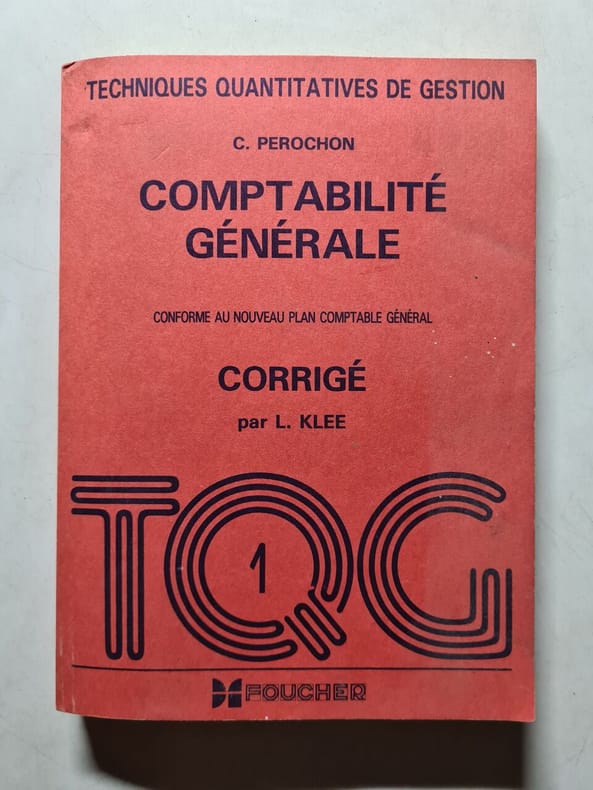 TECHNIQUES QUANTITATIVES DE GESTION
C. PEROCHON
COMPTABILITÉ
GÉNÉRALE
CONFORME AU NOUVEAU PLAN COMPTABLE GÉNÉRAL
CORRIGÉ
par L. KLEE
TQG
1
FOUCHER